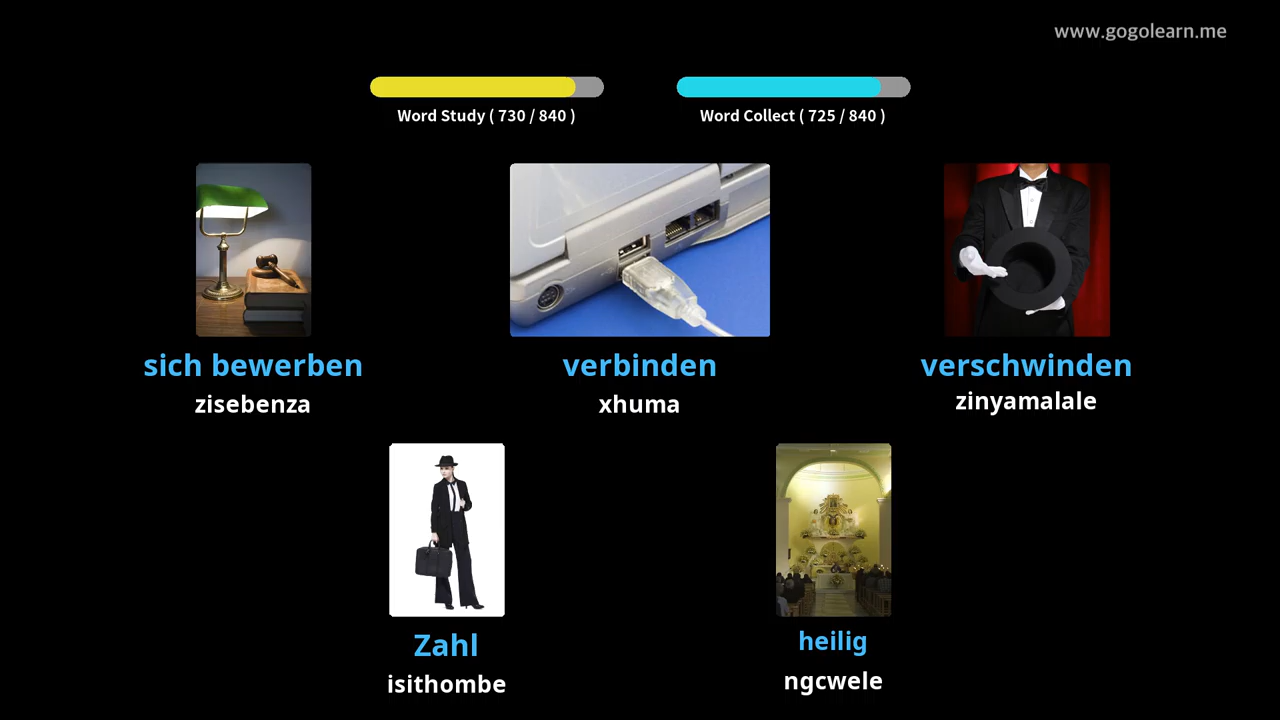 www.gogolearn.me
Word Study ( 730 / 840 )
Word Collect ( 725 / 840 )
sich bewerben
zisebenza
verbinden
xhuma
verschwinden
zinyamalale
Zahl
isithombe
heilig
ngcwele